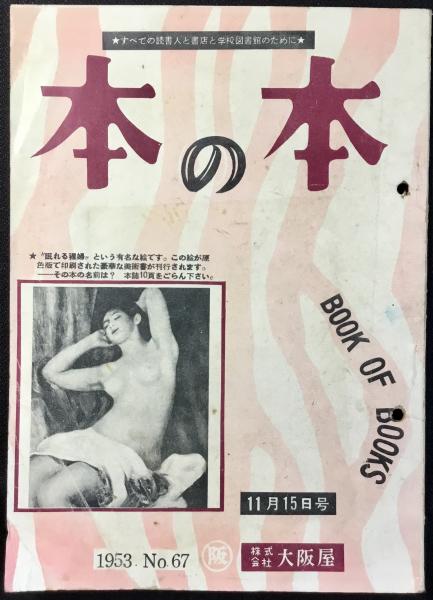 ★すべての読書人と書店と学校図書館のために★
本の本
★〝眠れる裸婦〟という有名な絵です。この絵が原
色版で印刷された豪華な美術書が刊行されます。
――その本の名前は? 本誌10頁をごらん下さい。
BOOK OF BOOKS
11月15日号
1953. No.67
阪
株式会社 大阪屋